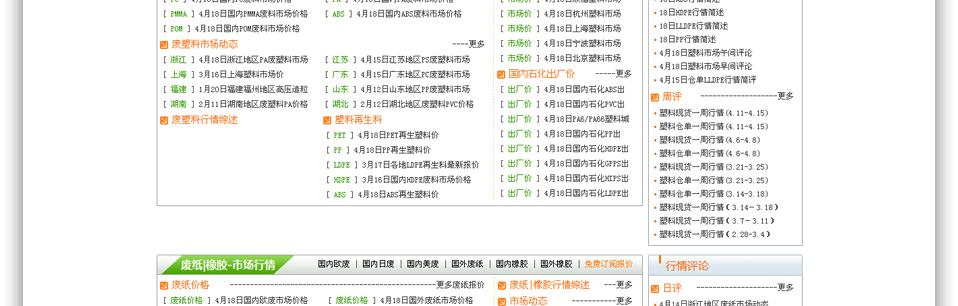 [ PMMA ] 4月18日国内PMMA废料市场价格
[ POM ] 4月18日国内POM废料市场价格
[ ABS ] 4月18日国内ABS废料市场价格
废塑料市场动态 ----更多
[ 浙江 ] 4月18日浙江地区PA废塑料市场
[ 上海 ] 3月16日上海塑料市场价
[ 福建 ] 1月20日福建福州地区高压造粒
[ 湖南 ] 2月11日湖南地区废塑料PA价格
[ 江苏 ] 4月15日江苏地区PS废塑料市场
[ 广东 ] 4月15日广东地区PC废塑料市场
[ 山东 ] 4月12日山东地区PP废塑料市场
[ 湖北 ] 2月12日湖北地区废塑料PVC价格
废塑料行情综述
塑料再生料
[ PET ] 4月18日PET再生塑料价
[ PP ] 4月18日PP再生塑料价
[ LDPE ] 3月17日各地LDPE再生料最新报价
[ HDPE ] 3月16日国内HDPE废料市场价格
[ ABS ] 4月18日ABS再生塑料价
[ 市场价 ] 4月18日杭州塑料市场
[ 市场价 ] 4月18日上海塑料市场
[ 市场价 ] 4月18日宁波塑料市场
[ 市场价 ] 4月18日北京塑料市场
国内石化出厂价 -----更多
[ 出厂价 ] 4月18日国内石化ABS出
[ 出厂价 ] 4月18日国内石化PVC出
[ 出厂价 ] 4月18日PA6/PA66塑料城
[ 出厂价 ] 4月18日国内石化PP出
[ 出厂价 ] 4月18日国内石化HDPE出
[ 出厂价 ] 4月18日国内石化GPPS出
[ 出厂价 ] 4月18日国内石化HIPS出
[ 出厂价 ] 4月18日国内石化LDPE出
18日HDPE行情简述
18日LLDPE行情简述
18日PP行情简述
4月18日塑料市场午间评论
4月18日塑料市场早间评论
4月15日仓单LLDPE行情简评
周评 -------------------更多
塑料现货一周行情(4.11-4.15)
塑料仓单一周行情(4.11-4.15)
塑料现货一周行情(4.6-4.8)
塑料仓单一周行情(4.6-4.8)
塑料现货一周行情(3.21-3.25)
塑料仓单一周行情(3.21-3.25)
塑料仓单一周行情(3.14-3.18)
塑料现货一周行情（3.14－3.18）
塑料现货一周行情（3.7－3.11）
塑料现货一周行情（2.28-3.4）
废纸|橡胶-市场行情 国内欧废 | 国内日废 | 国内美废 | 国外废纸 | 国内橡胶 | 国外橡胶 | 免费订阅报价
废纸价格 ----更多废纸报价
[ 废纸价格 ] 4月18日国内欧废市场价格
[ 废纸价格 ] 4月18日国外废纸市场价格
废纸|橡胶行情综述 ---更多
市场动态 -----------更多
行情评论
日评 -------------------更多
4月14日浙江地区废纸市场动态